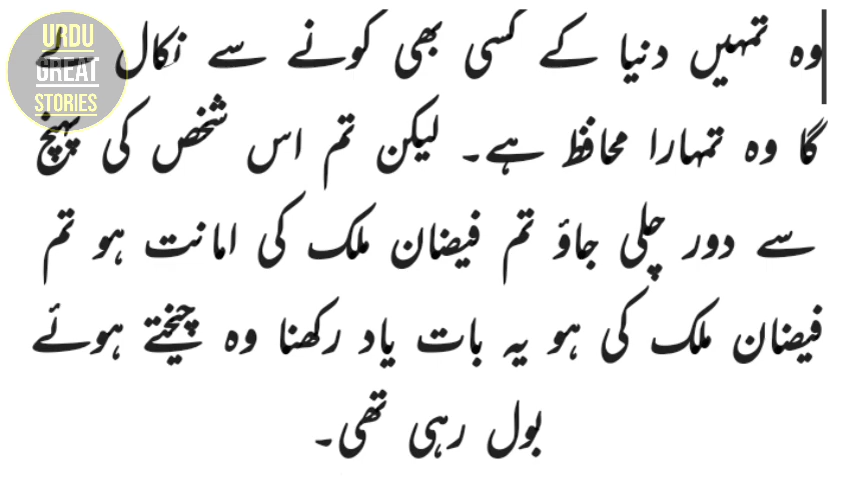 URDU
GREAT
STORIES
وہ تمہیں دنیا کے کسی بھی کونے سے نکال لے
گا وہ تمہارا محافظ ہے۔ لیکن تم اس شخص کی پہنچ
سے دور چلی جاؤ تم فیضان ملک کی امانت ہو تم
فیضان ملک کی ہو یہ بات یاد رکھنا وہ چیختے ہوئے
بول رہی تھی۔